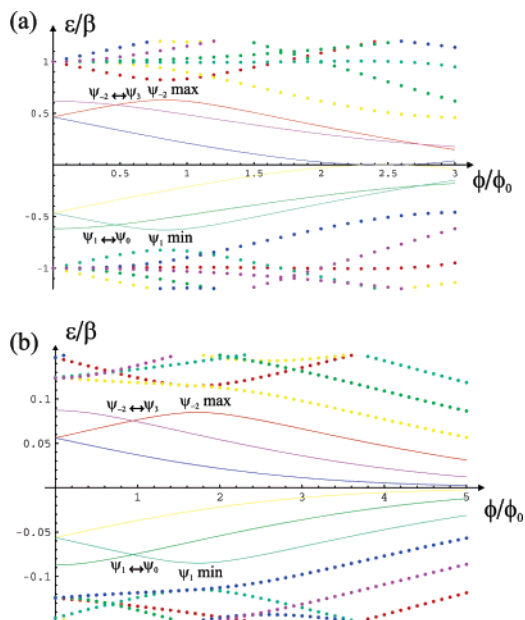 (a)
ε/β
1
ψ₋₂ ↔ ψ₃ ψ₋₂ max
0.5
0.5 1 1.5 2 2.5 3
ϕ/ϕ₀
-0.5
ψ₁ ↔ ψ₀ ψ₁ min
-1
(b)
ε/β
0.1
ψ₋₂ ↔ ψ₃ ψ₋₂ max
0.05
1 2 3 4 5
ϕ/ϕ₀
-0.05
ψ₁ ↔ ψ₀ ψ₁ min
-0.1